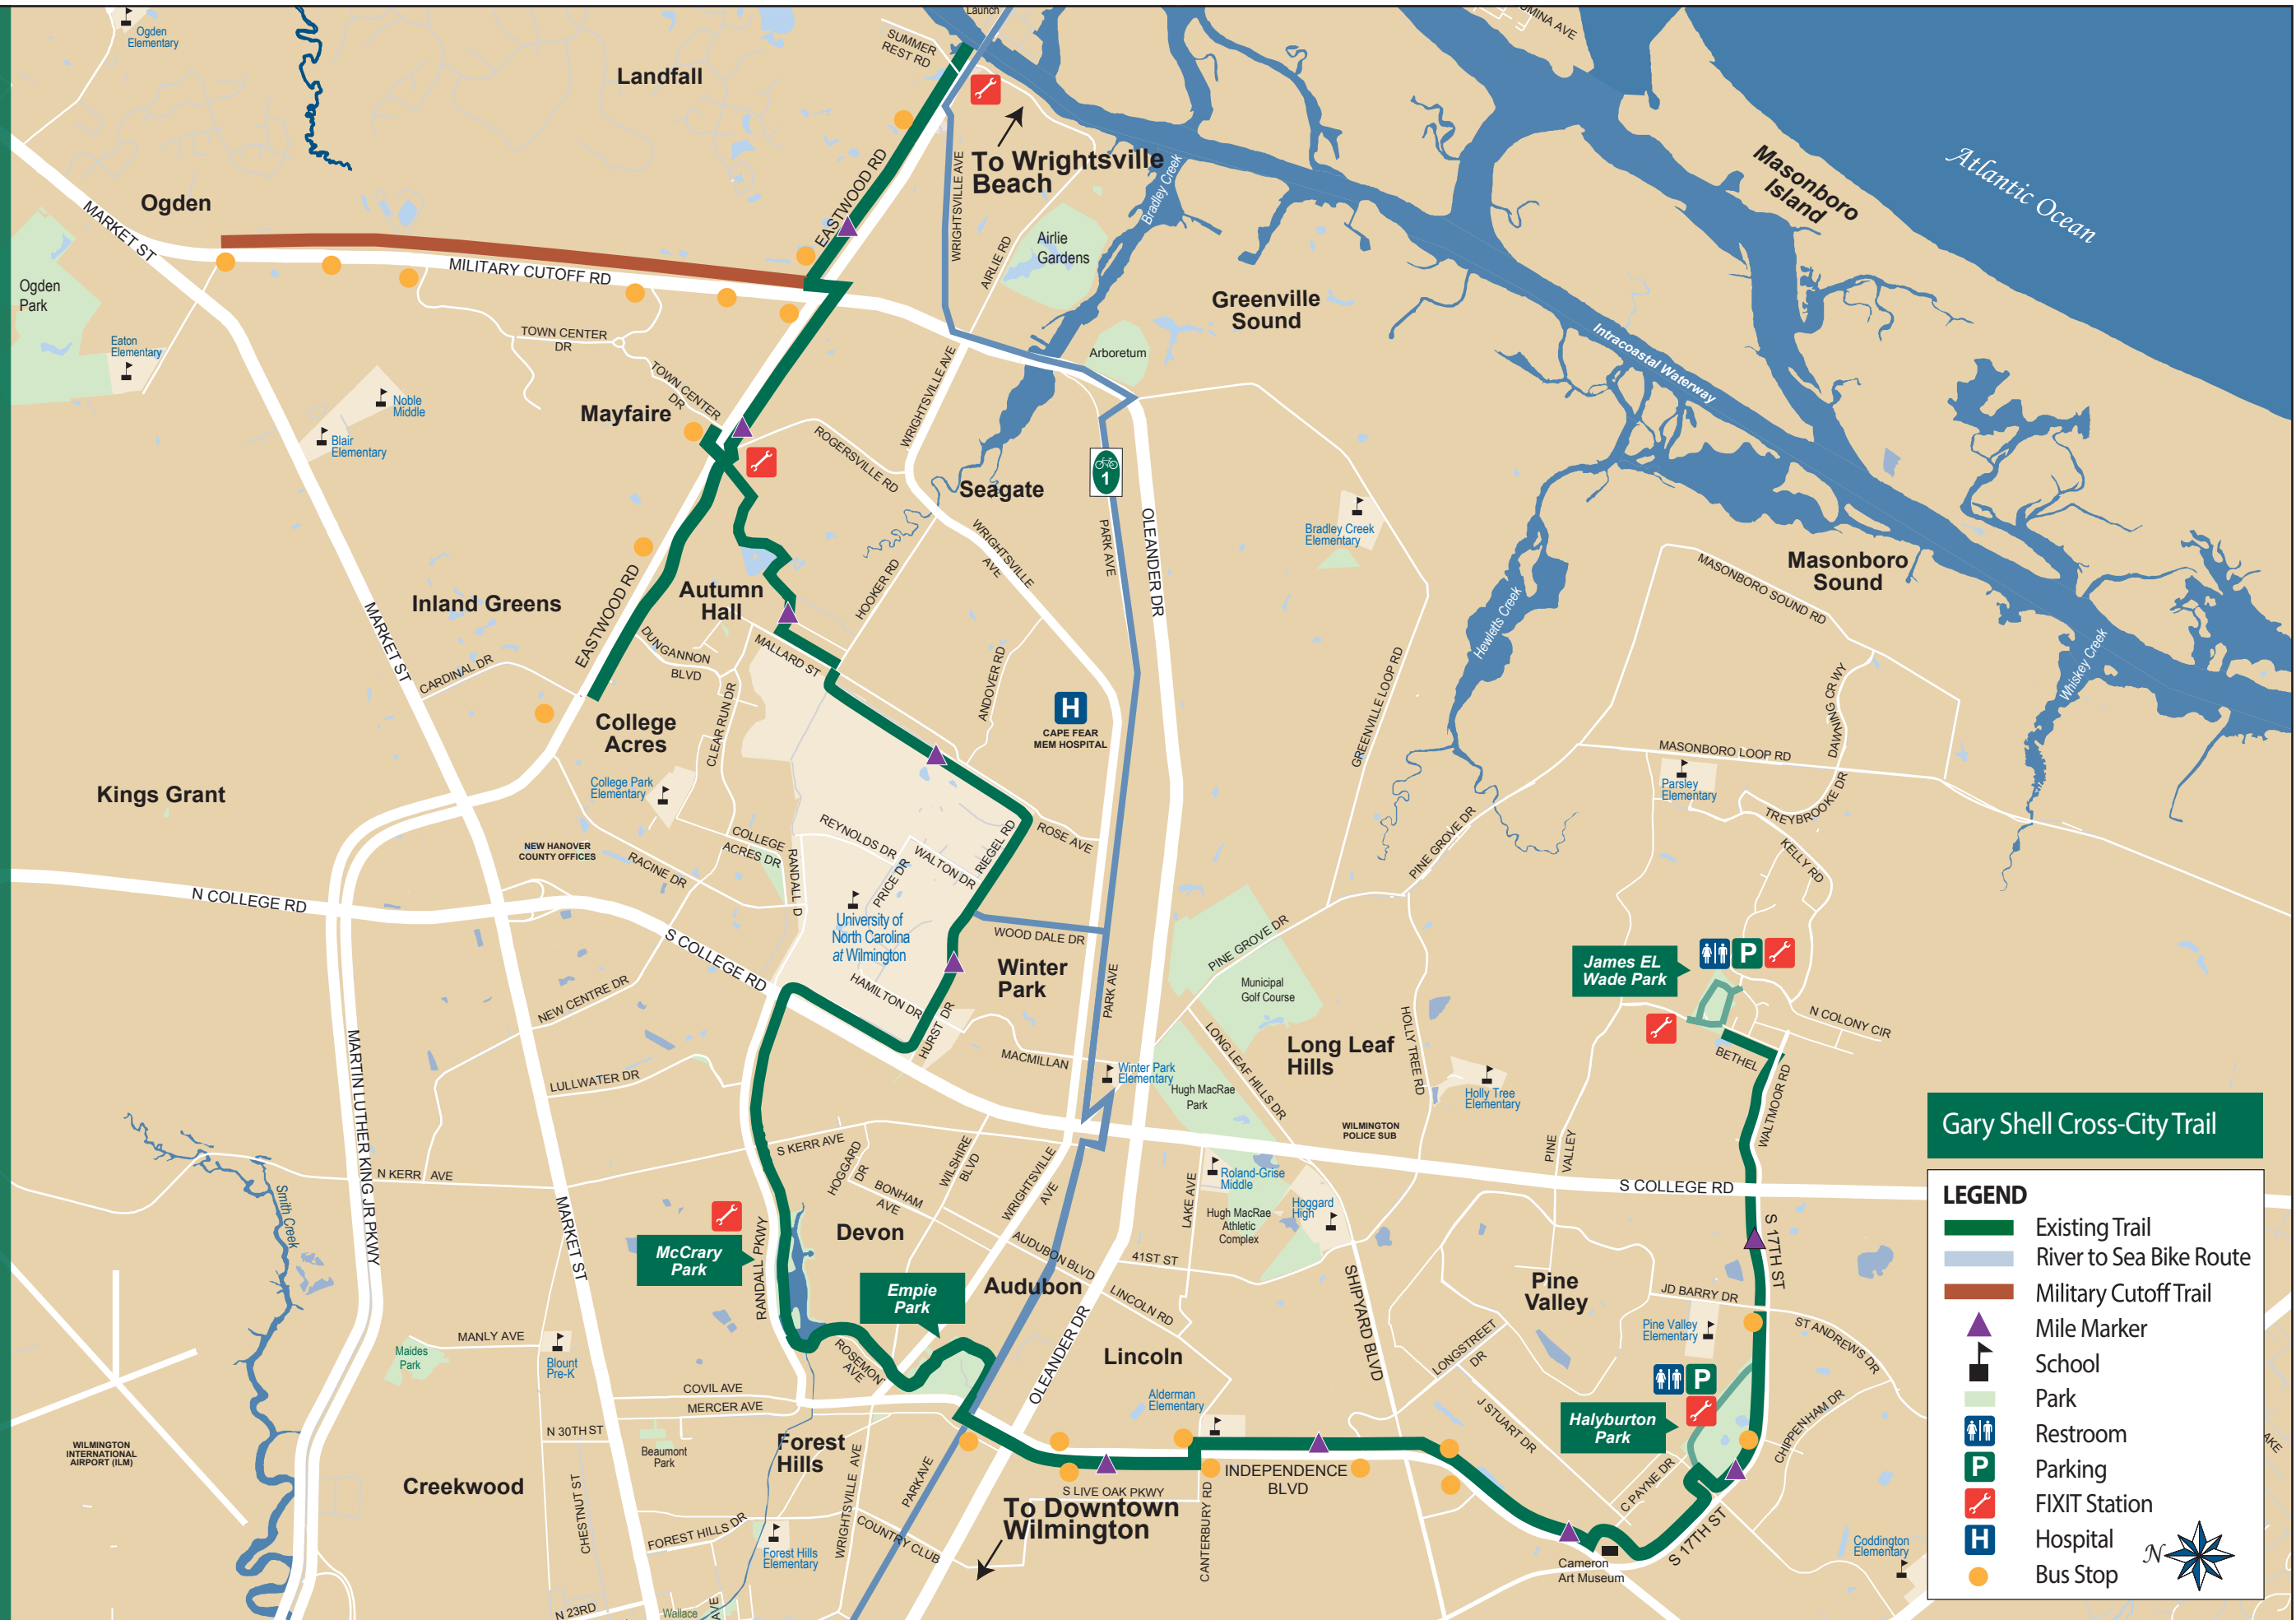 Launch
UMINA AVE
Ogden
Elementary
SUMMER
REST RD
Landfall
To Wrightsville
Beach
Bradley Creek
Masonboro
Island
Atlantic Ocean
Ogden
EASTWOOD RD
WRIGHTSVILLE AVE
AIRLIE RD
Airlie
Gardens
MARKET ST
MILITARY CUTOFF RD
Ogden
Park
Greenville
Sound
Intracoastal Waterway
Eaton
Elementary
TOWN CENTER
DR
Arboretum
TOWN CENTER
DR
WRIGHTSVILLE AVE
Noble
Middle
Mayfaire
Blair
Elementary
ROGERSVILLE RD
1
Seagate
PARK AVE
OLEANDER DR
WRIGHTSVILLE
AVE
Bradley Creek
Elementary
Inland Greens
EASTWOOD RD
Autumn
Hall
HOOKER RD
MASONBORO SOUND RD
Masonboro
Sound
Hewletts Creek
Whiskey Creek
MARKET ST
DUNGANNON
BLVD
MALLARD ST
CARDINAL DR
ANDOVER RD
GREENVILLE LOOP RD
DAWNING CR WY
H
CAPE FEAR
MEM HOSPITAL
College
Acres
CLEAR RUN DR
MASONBORO LOOP RD
Parsley
Elementary
TREYBROOKE DR
Kings Grant
College Park
Elementary
PINE GROVE DR
NEW HANOVER
COUNTY OFFICES
COLLEGE
ACRES DR
REYNOLDS DR
WALTON DR
RIEGEL RD
ROSE AVE
KELLY RD
RACINE DR
RANDALL D
PRICE DR
N COLLEGE RD
University of
North Carolina
at Wilmington
S COLLEGE RD
WOOD DALE DR
PINE GROVE DR
James EL
Wade Park
P
Winter
Park
PARK AVE
Municipal
Golf Course
HAMILTON DR
NEW CENTRE DR
HURST DR
N COLONY CIR
HOLLY TREE RD
LONG LEAF HILLS DR
Long Leaf
Hills
MACMILLAN
BETHEL
MARTIN LUTHER KING JR PKWY
LULLWATER DR
Winter Park
Elementary
Hugh MacRae
Park
Holly Tree
Elementary
WALTMOOR RD
Gary Shell Cross-City Trail
WILMINGTON
POLICE SUB
S KERR AVE
HOGGARD
DR
WILSHIRE
BLVD
WRIGHTSVILLE
AVE
PINE
VALLEY
N KERR AVE
Smith Creek
MARKET ST
BONHAM
AVE
LAKE AVE
Roland-Grise
Middle
S COLLEGE RD
Hoggard
High
Hugh MacRae
Athletic
Complex
S 17TH ST
LEGEND
Existing Trail
River to Sea Bike Route
Military Cutoff Trail
Mile Marker
School
Park
Restroom
P
Parking
FIXIT Station
H
Hospital
Bus Stop
N
McCrary
Park
RANDALL PKWY
Devon
AUDUBON BLVD
41ST ST
Empie
Park
Audubon
LINCOLN RD
SHIPYARD BLVD
Pine
Valley
JD BARRY DR
Pine Valley
Elementary
ST ANDREWS DR
MANLY AVE
Maides
Park
Blount
Pre-K
ROSEMONT
AVE
OLEANDER DR
Lincoln
LONGSTREET
DR
P
COVIL AVE
MERCER AVE
Alderman
Elementary
J STUART DR
Halyburton
Park
CHIPPENHAM DR
N 30TH ST
Beaumont
Park
Forest
Hills
WILMINGTON
INTERNATIONAL
AIRPORT (ILM)
Creekwood
CHESTNUT ST
WRIGHTSVILLE AVE
PARK AVE
S LIVE OAK PKWY
INDEPENDENCE
BLVD
C PAYNE DR
To Downtown
Wilmington
CANTERBURY RD
S 17TH ST
FOREST HILLS DR
Forest Hills
Elementary
COUNTRY CLUB
Cameron
Art Museum
Coddington
Elementary
N 23RD
Wallace
AVE
AKE